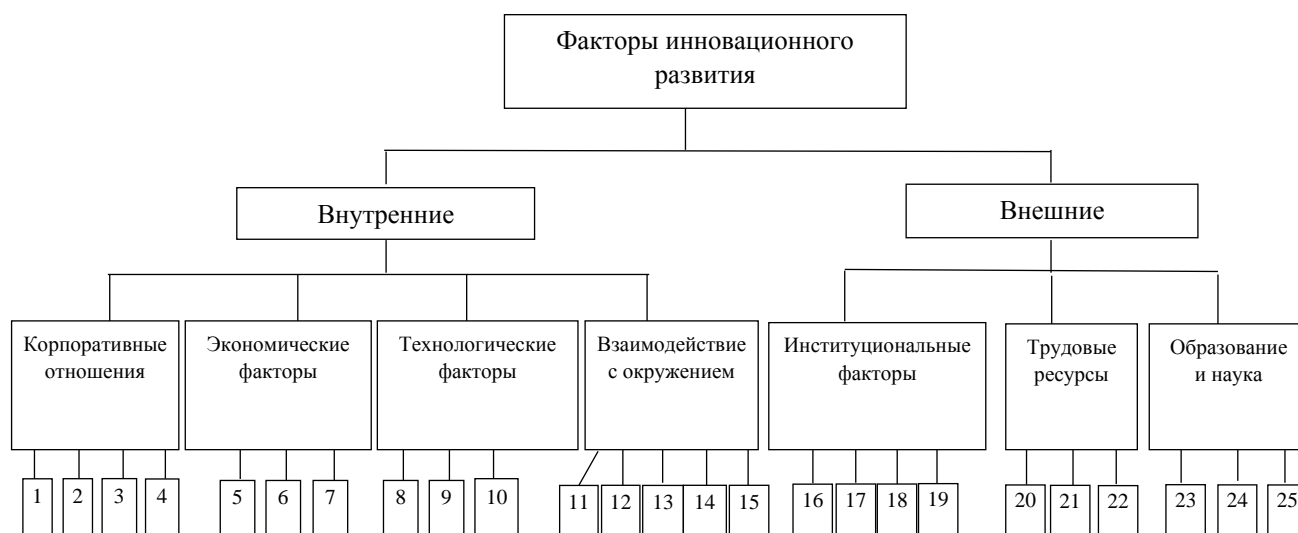 Факторы инновационного
развития
Внутренние
Внешние
Корпоративные
отношения
Экономические
факторы
Технологические
факторы
Взаимодействие
с окружением
Институциональные
факторы
Трудовые
ресурсы
Образование
и наука
1
2
3
4
5
6
7
8
9
10
11
12
13
14
15
16
17
18
19
20
21
22
23
24
25